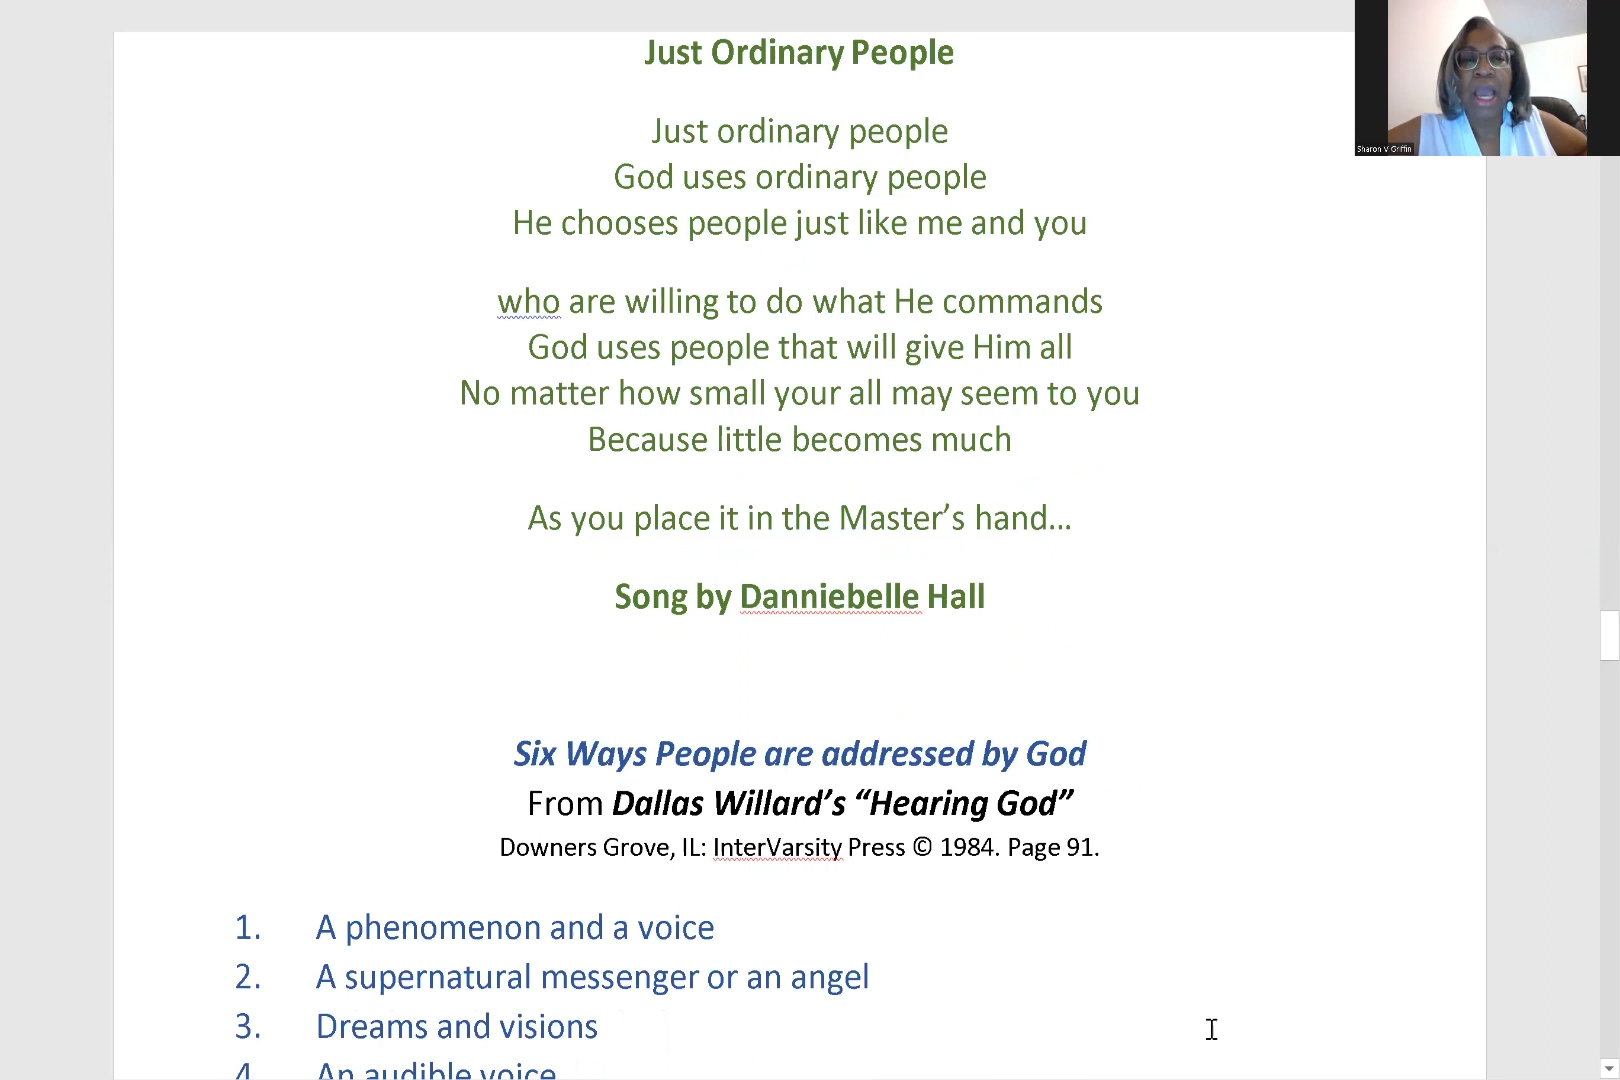 Just Ordinary People
Sharon V Griffin
Just ordinary people
God uses ordinary people
He chooses people just like me and you
who are willing to do what He commands
God uses people that will give Him all
No matter how small your all may seem to you
Because little becomes much
As you place it in the Master’s hand…
Song by Danniebelle Hall
Six Ways People are addressed by God
From Dallas Willard’s “Hearing God”
Downers Grove, IL: InterVarsity Press © 1984. Page 91.
1. A phenomenon and a voice
2. A supernatural messenger or an angel
3. Dreams and visions
4. An audible voice